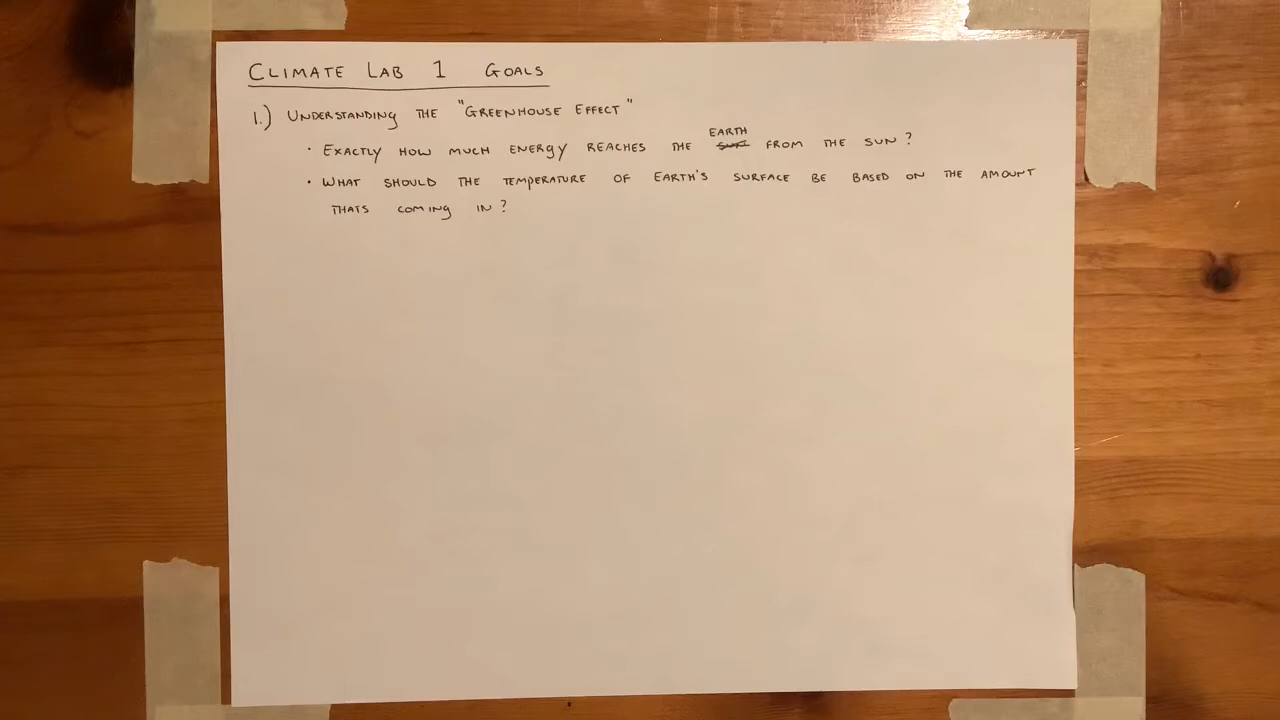 CLIMATE LAB 1 GOALS
1.) UNDERSTANDING THE "GREENHOUSE EFFECT"
• EXACTLY HOW MUCH ENERGY REACHES THE EARTH FROM THE SUN?
• WHAT SHOULD THE TEMPERATURE OF EARTH'S SURFACE BE BASED ON THE AMOUNT
THATS COMING IN?